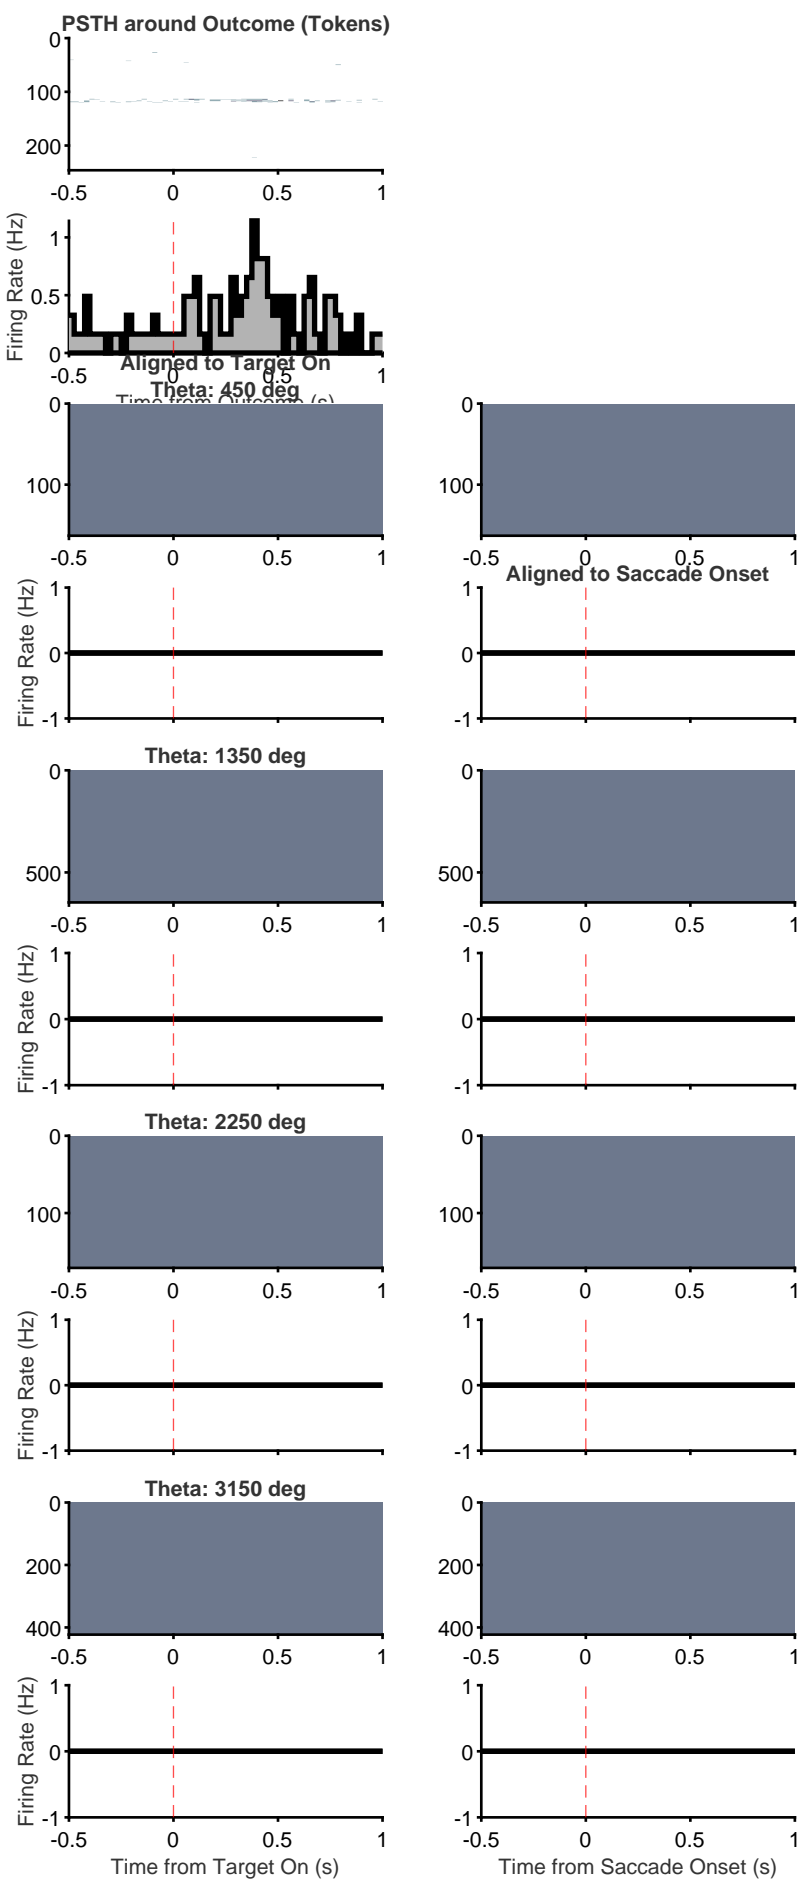 PSTH around Outcome (Tokens)
0
100
200
-0.5 0 0.5 1
Firing Rate (Hz)
1
0.5
0
-0.5 0 0.5 1
Time from Outcome (s)
Aligned to Target On
Theta: 450 deg
0
100
-0.5 0 0.5 1
0
100
-0.5 0 0.5 1
Firing Rate (Hz)
1
0
-1
Aligned to Saccade Onset
1
0
-1
Theta: 1350 deg
0
500
-0.5 0 0.5 1
0
500
-0.5 0 0.5 1
Firing Rate (Hz)
1
0
-1
1
0
-1
Theta: 2250 deg
0
100
-0.5 0 0.5 1
0
100
-0.5 0 0.5 1
Firing Rate (Hz)
1
0
-1
1
0
-1
Theta: 3150 deg
0
200
400
-0.5 0 0.5 1
0
200
400
-0.5 0 0.5 1
Firing Rate (Hz)
1
0
-1
-0.5 0 0.5 1
Time from Target On (s)
1
0
-1
-0.5 0 0.5 1
Time from Saccade Onset (s)